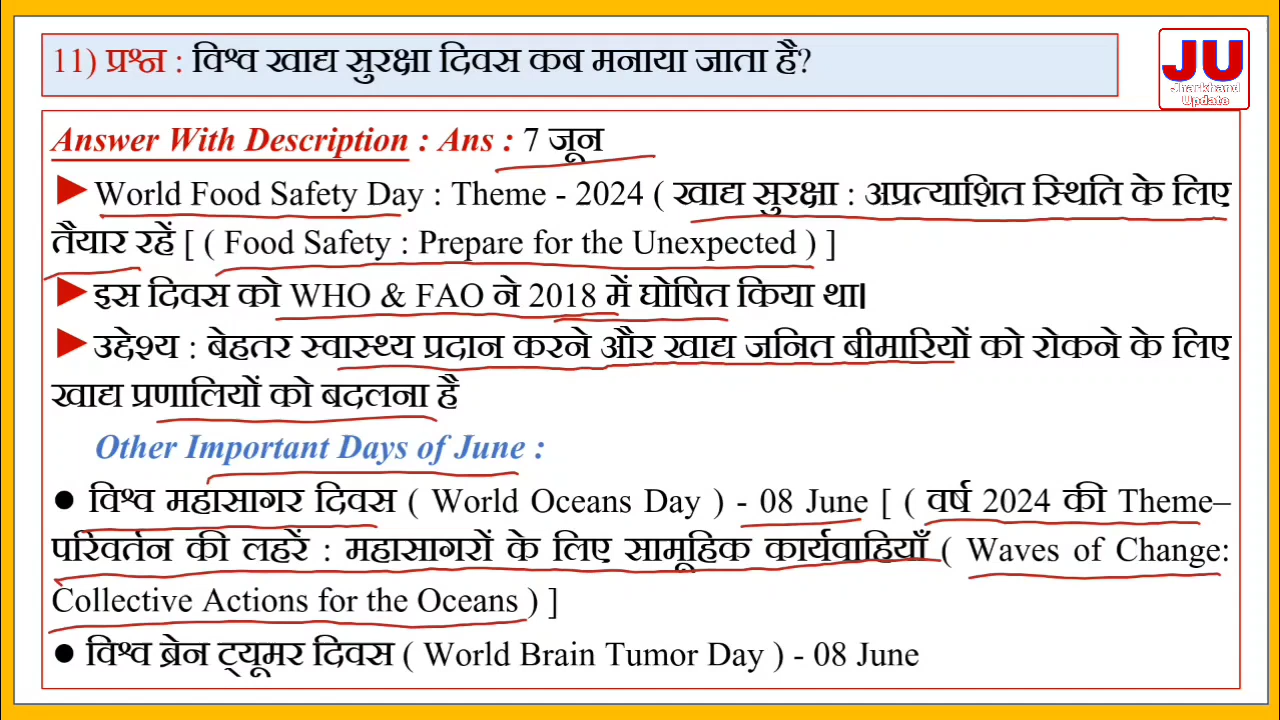 11) प्रश्न : विश्व खाद्य सुरक्षा दिवस कब मनाया जाता है?
JU
Jharkhand
Update
Answer With Description : Ans : 7 जून
►World Food Safety Day : Theme - 2024 ( खाद्य सुरक्षा : अप्रत्याशित स्थिति के लिए
तैयार रहें [ ( Food Safety : Prepare for the Unexpected ) ]
►इस दिवस को WHO & FAO ने 2018 में घोषित किया था।
►उद्देश्य : बेहतर स्वास्थ्य प्रदान करने और खाद्य जनित बीमारियों को रोकने के लिए
खाद्य प्रणालियों को बदलना है
Other Important Days of June :
● विश्व महासागर दिवस ( World Oceans Day ) - 08 June [ ( वर्ष 2024 की Theme–
परिवर्तन की लहरें : महासागरों के लिए सामूहिक कार्यवाहियाँ ( Waves of Change:
Collective Actions for the Oceans ) ]
● विश्व ब्रेन ट्यूमर दिवस ( World Brain Tumor Day ) - 08 June